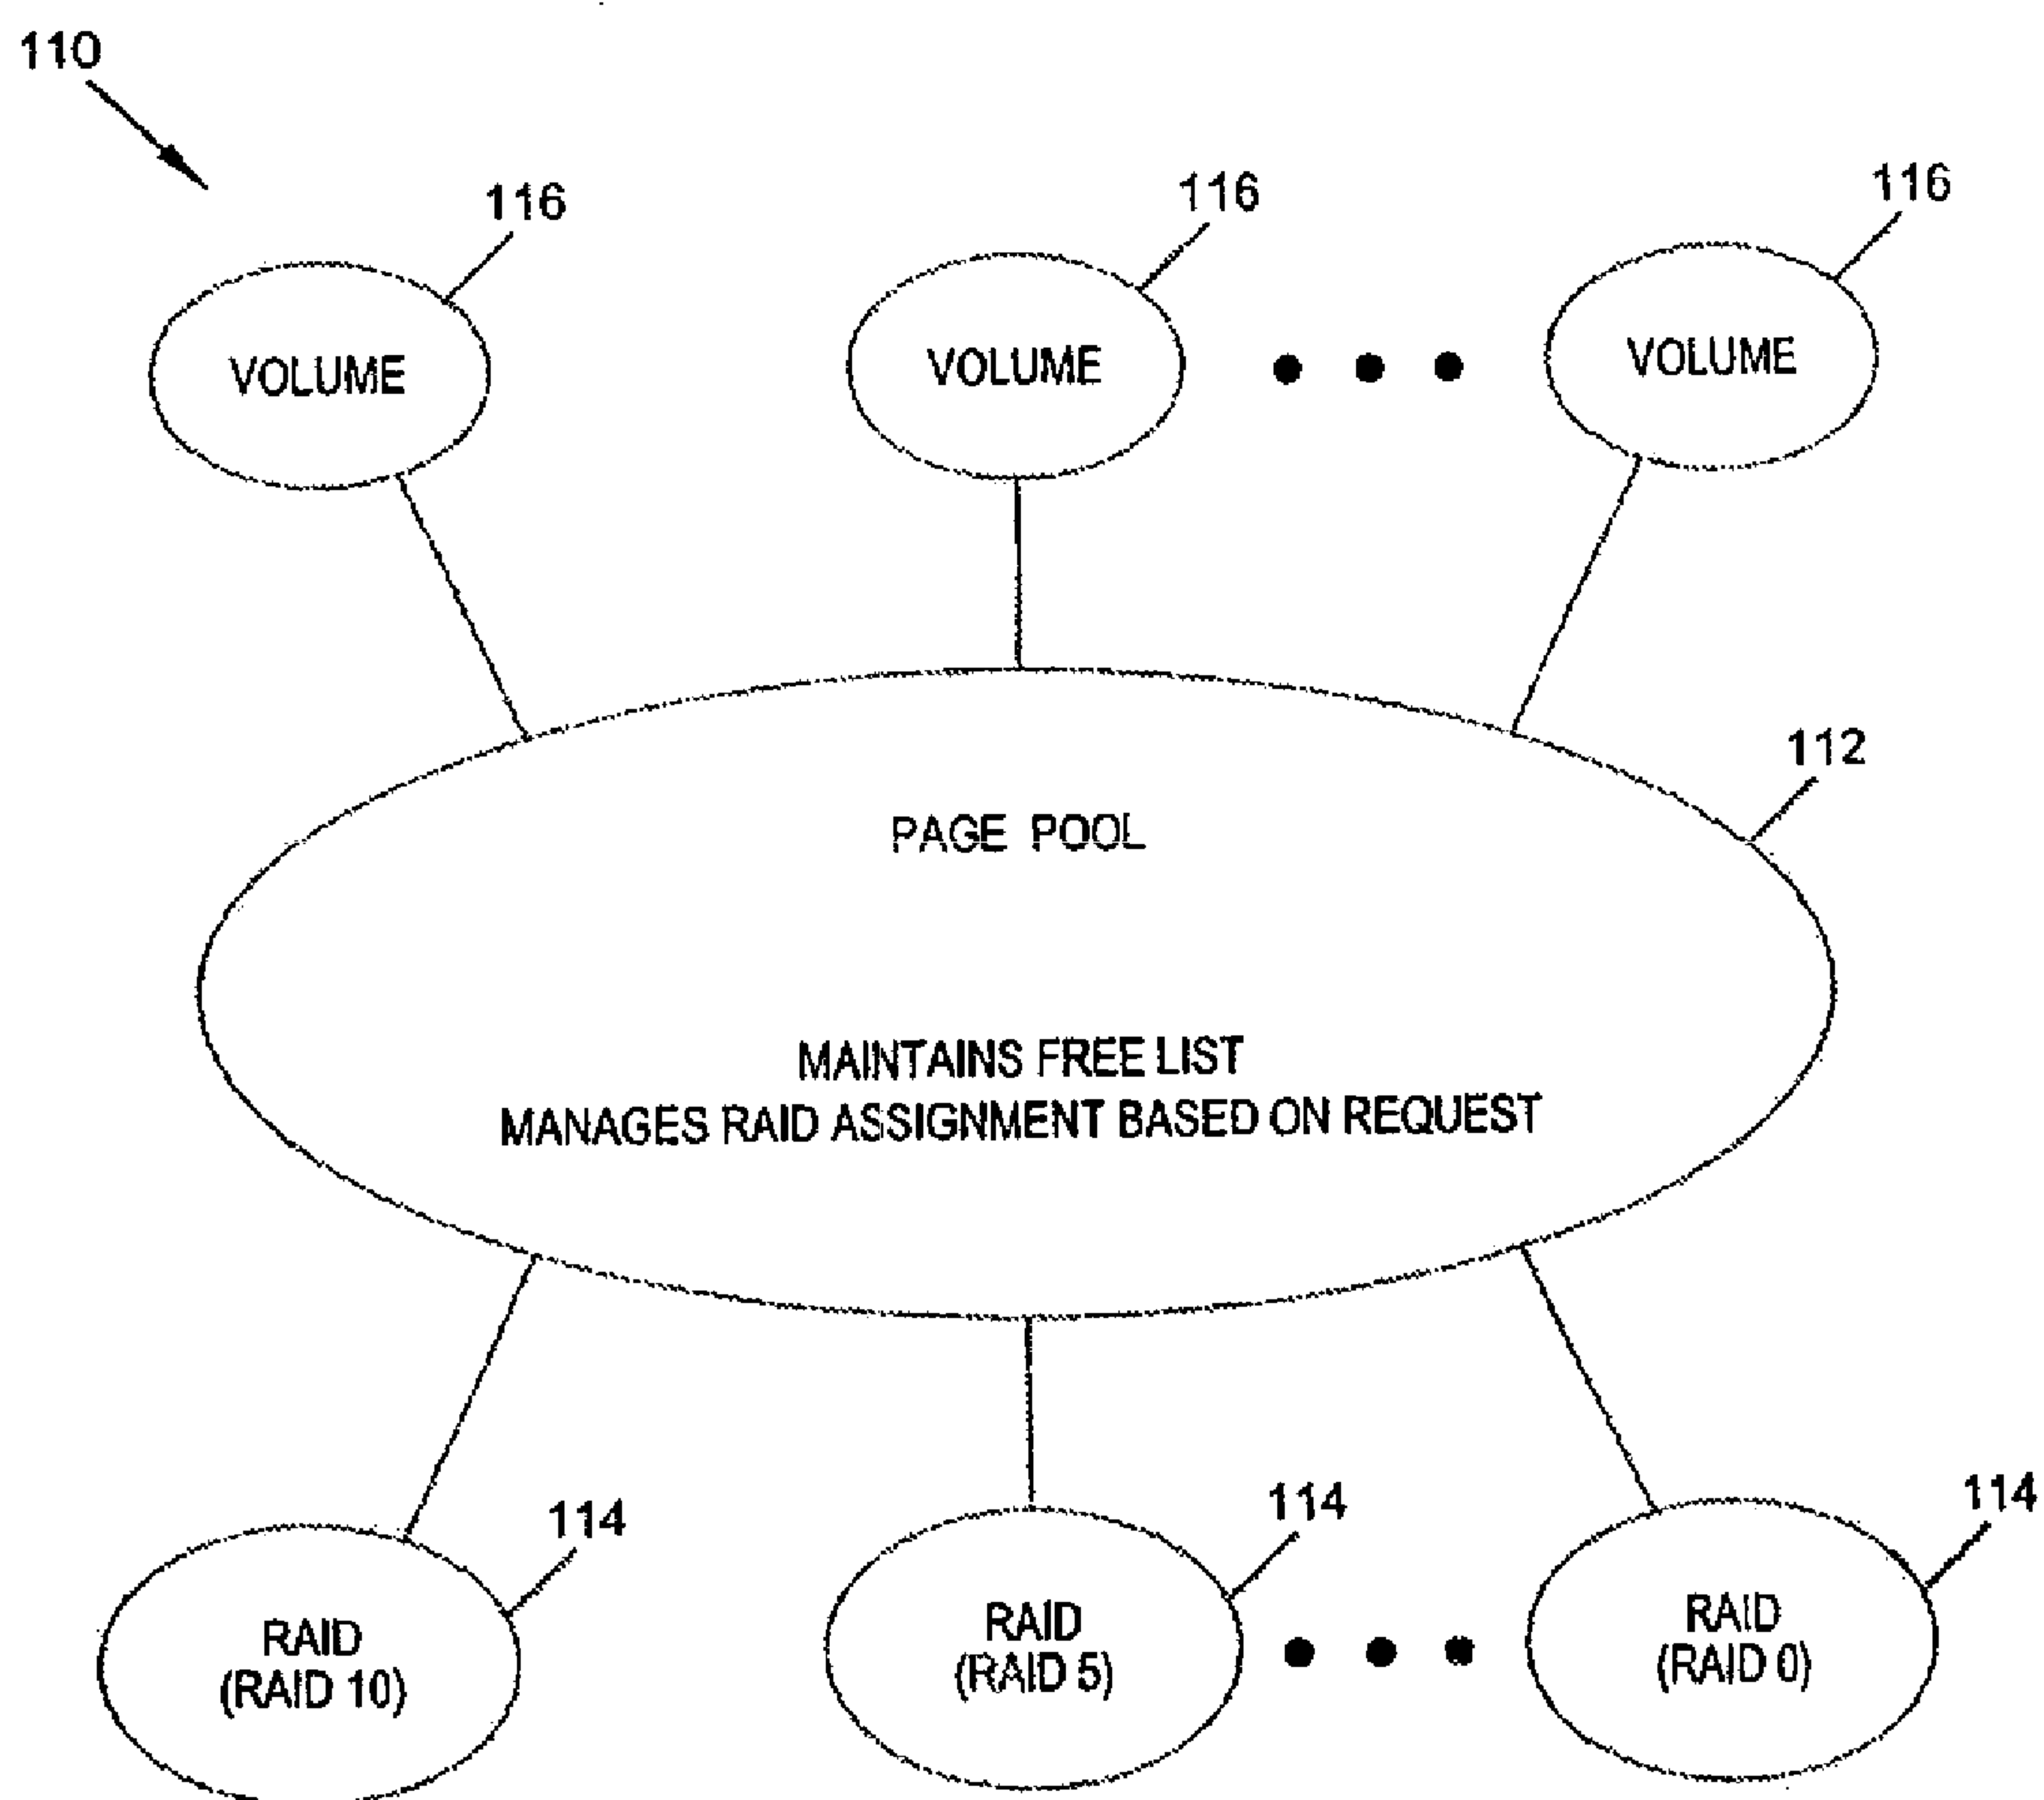 110
116
116
116
VOLUME
VOLUME
VOLUME
112
PAGE POOL
MAINTAINS FREE LIST
MANAGES RAID ASSIGNMENT BASED ON REQUEST
114
114
114
RAID
(RAID 10)
RAID
(RAID 5)
RAID
(RAID 0)